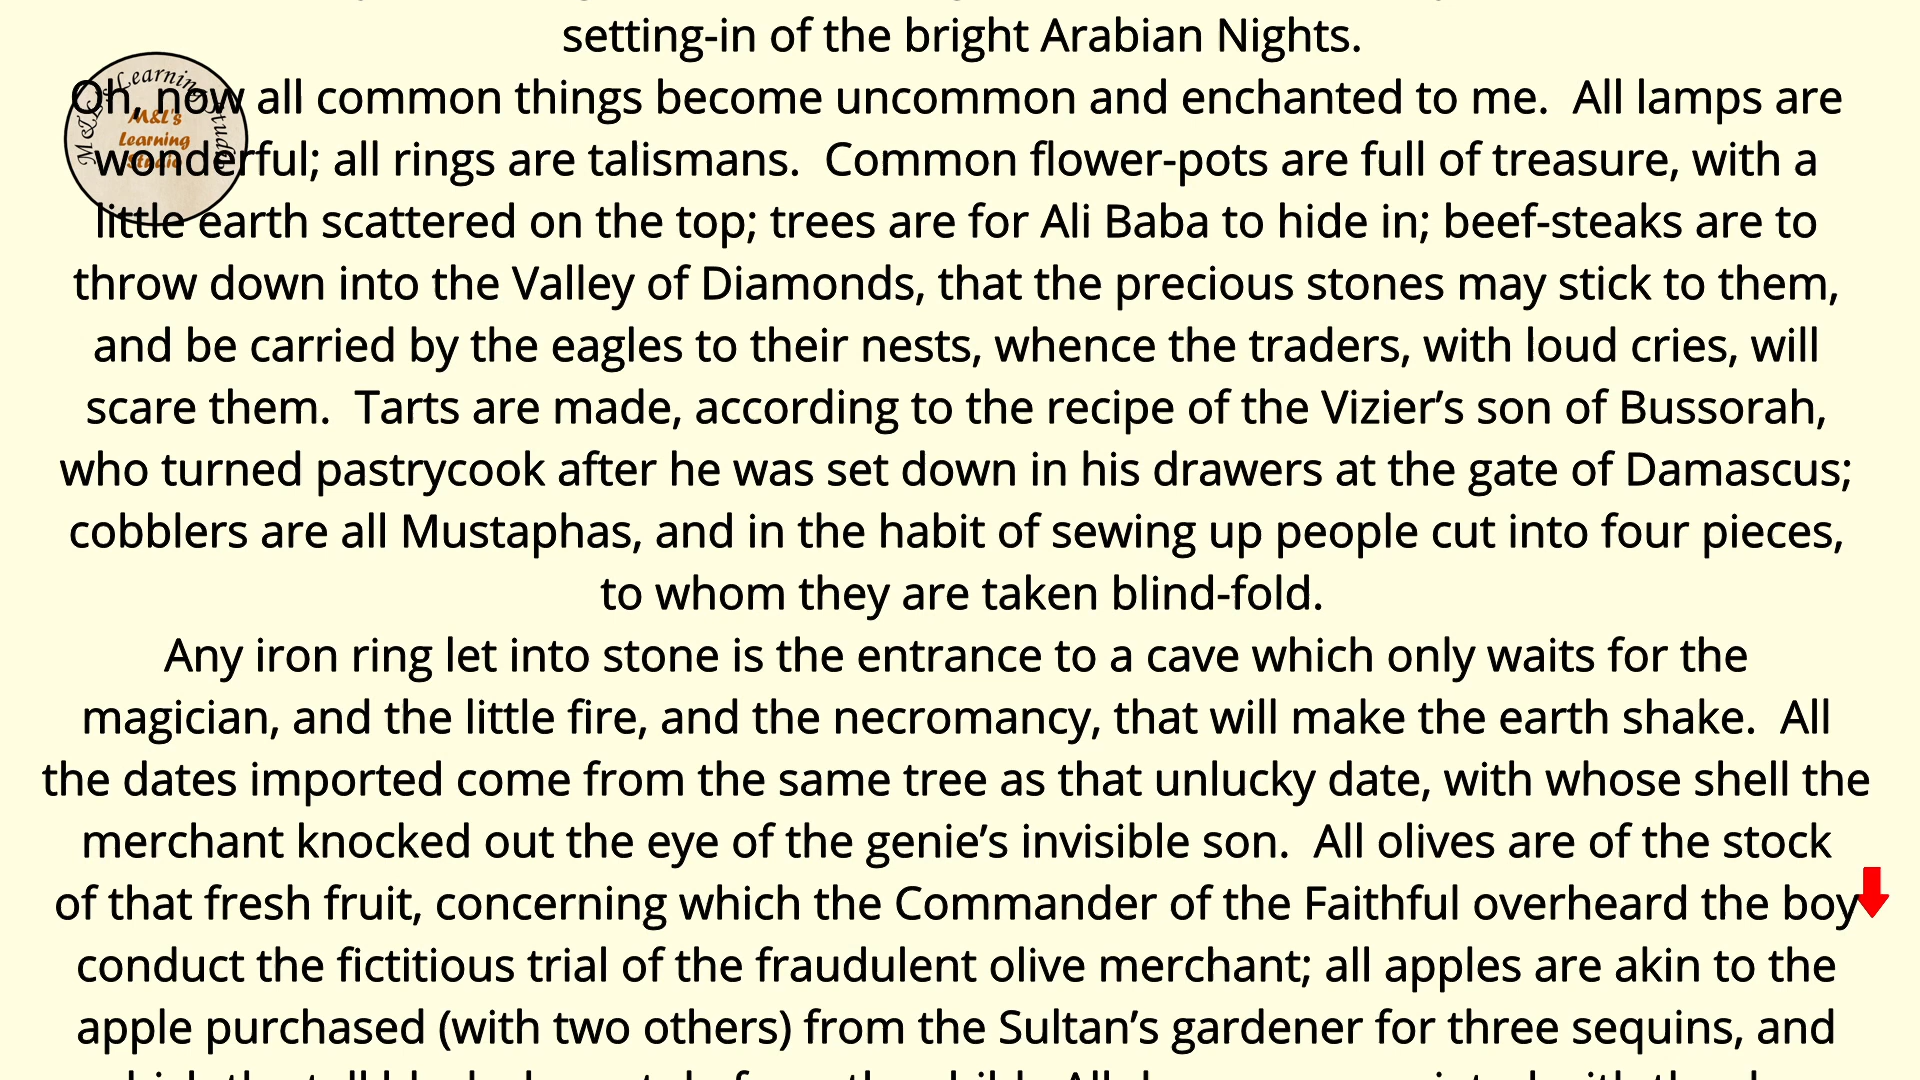 setting-in of the bright Arabian Nights.
M&L's Learning Studio
M&L's
Learning
Studio
Oh, now all common things become uncommon and enchanted to me.  All lamps are
wonderful; all rings are talismans.  Common flower-pots are full of treasure, with a
little earth scattered on the top; trees are for Ali Baba to hide in; beef-steaks are to
throw down into the Valley of Diamonds, that the precious stones may stick to them,
and be carried by the eagles to their nests, whence the traders, with loud cries, will
scare them.  Tarts are made, according to the recipe of the Vizier’s son of Bussorah,
who turned pastrycook after he was set down in his drawers at the gate of Damascus;
cobblers are all Mustaphas, and in the habit of sewing up people cut into four pieces,
to whom they are taken blind-fold.
Any iron ring let into stone is the entrance to a cave which only waits for the
magician, and the little fire, and the necromancy, that will make the earth shake.  All
the dates imported come from the same tree as that unlucky date, with whose shell the
merchant knocked out the eye of the genie’s invisible son.  All olives are of the stock
of that fresh fruit, concerning which the Commander of the Faithful overheard the boy
conduct the fictitious trial of the fraudulent olive merchant; all apples are akin to the
apple purchased (with two others) from the Sultan’s gardener for three sequins, and